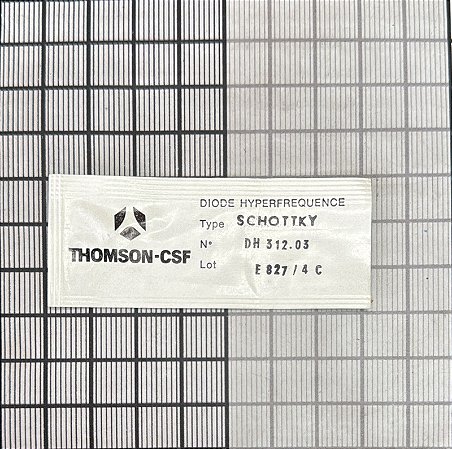 DIODE HYPERFREQUENCE
Type SCHOTTKY
N° DH 312.03
Lot E 827 / 4 C
THOMSON-CSF